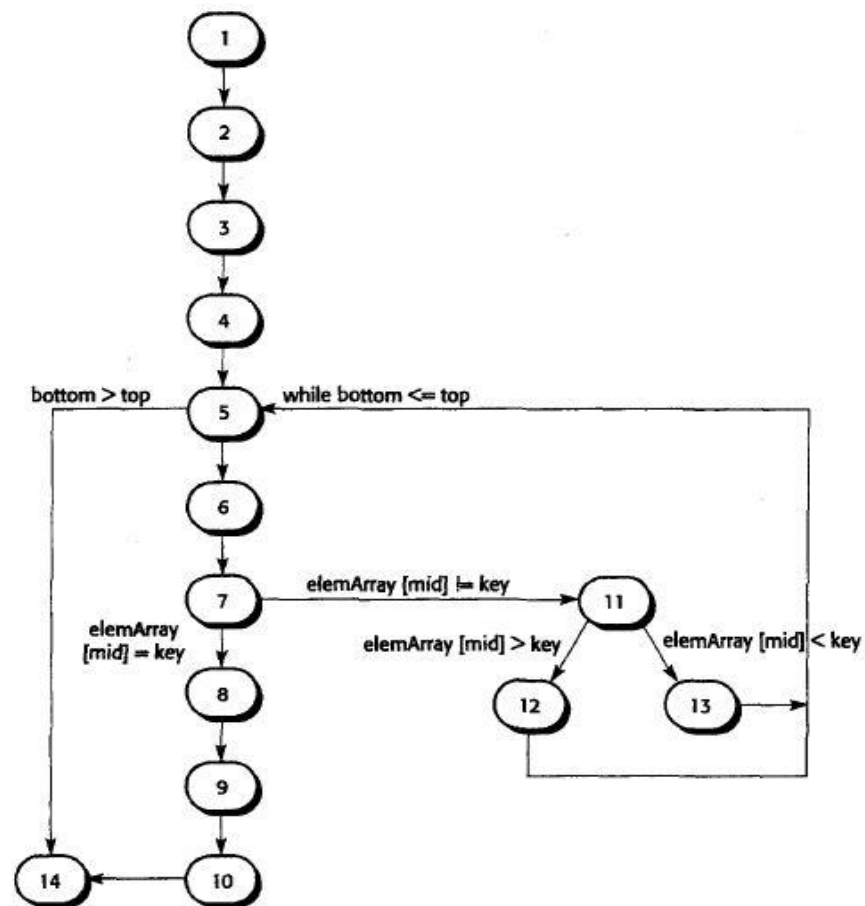 1
2
3
4
bottom > top
while bottom <= top
5
6
7
elemArray [mid] != key
11
elemArray
[mid] = key
elemArray [mid] > key
elemArray [mid] < key
8
12
13
9
14
10